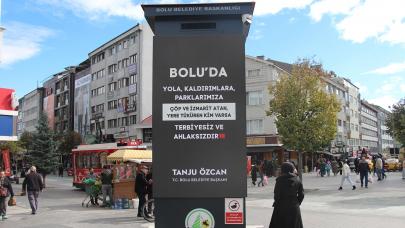 BOLU BELEDİYE BAŞKANLIĞI
BOLU'DA
YOLA, KALDIRIMLARA,
PARKLARIMIZA
ÇÖP VE İZMARİT ATAN,
YERE TÜKÜREN KİM VARSA
TERBİYESİZ VE
AHLAKSIZDIR!!!
TANJU ÖZCAN
T.C. BOLU BELEDİYE BAŞKANI